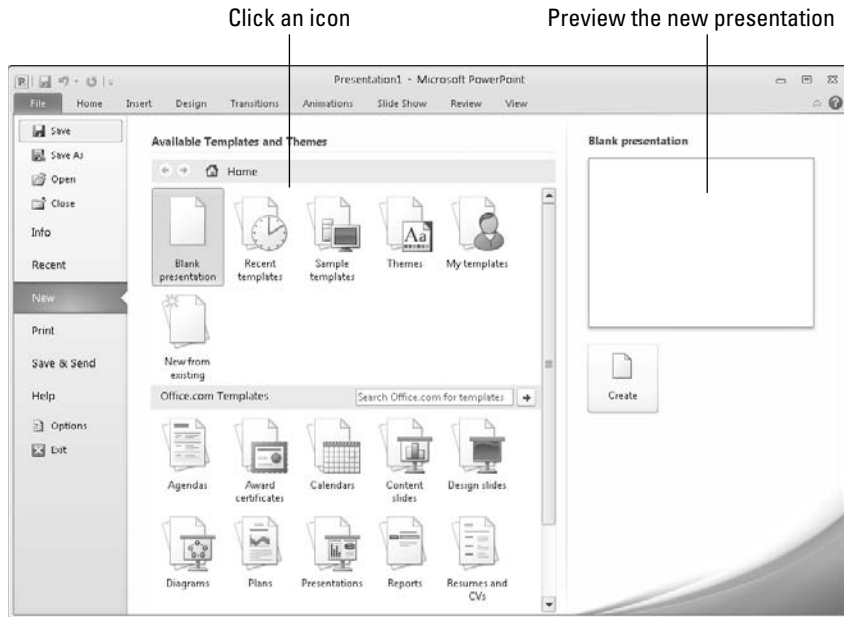 Click an icon
Preview the new presentation
Presentation1 - Microsoft PowerPoint
File Home Insert Design Transitions Animations Slide Show Review View
Save
Save As
Open
Close
Info
Recent
New
Print
Save & Send
Help
Options
Exit
Available Templates and Themes
Home
Blank presentation
Recent templates
Sample templates
Themes
My templates
New from existing
Office.com Templates
Search Office.com for templates
Agendas
Award certificates
Calendars
Content slides
Design slides
Diagrams
Plans
Presentations
Reports
Resumes and CVs
Blank presentation
Create